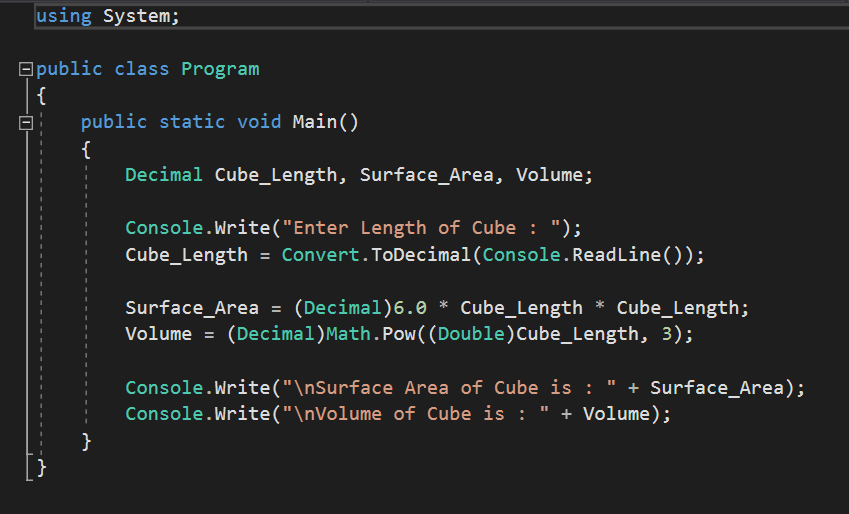 using System;
public class Program
{
public static void Main()
{
Decimal Cube_Length, Surface_Area, Volume;
Console.Write("Enter Length of Cube : ");
Cube_Length = Convert.ToDecimal(Console.ReadLine());
Surface_Area = (Decimal)6.0 * Cube_Length * Cube_Length;
Volume = (Decimal)Math.Pow((Double)Cube_Length, 3);
Console.Write("\nSurface Area of Cube is : " + Surface_Area);
Console.Write("\nVolume of Cube is : " + Volume);
}
}